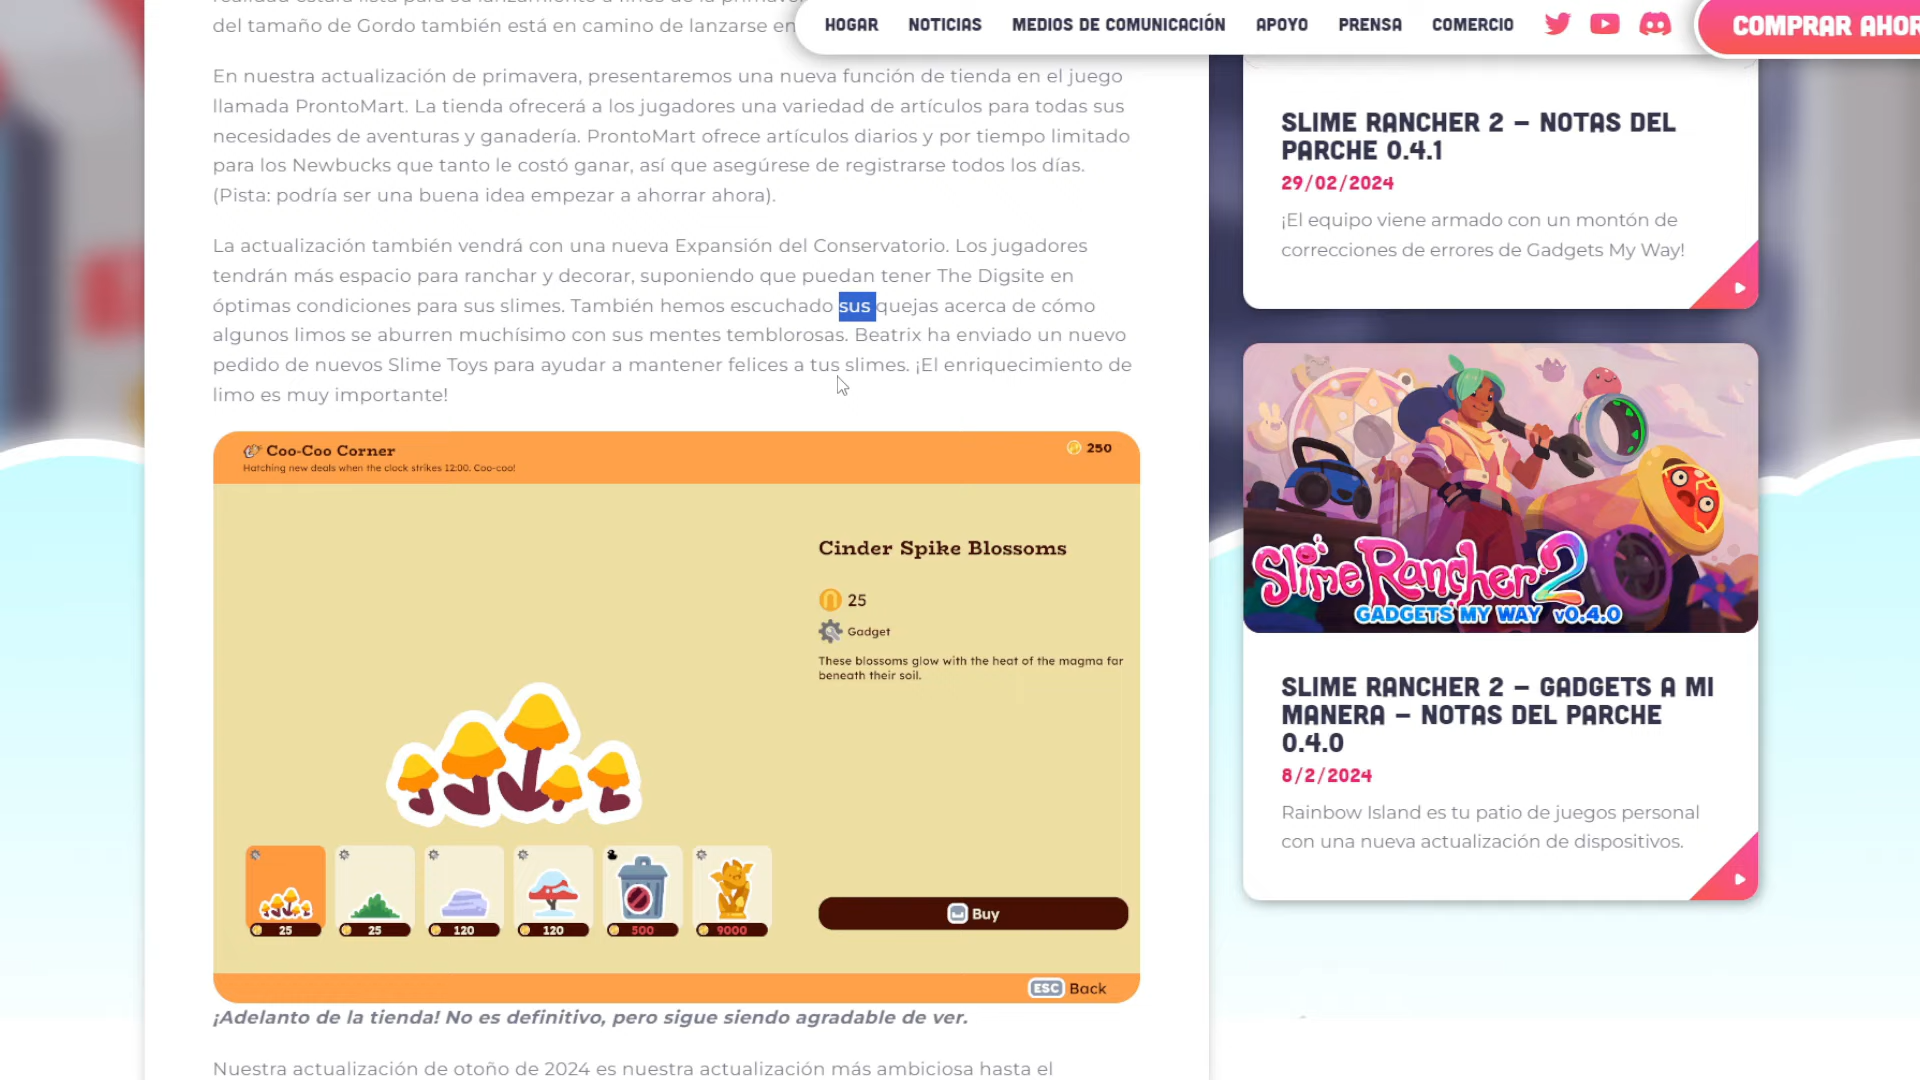 HOGAR NOTICIAS MEDIOS DE COMUNICACIÓN APOYO PRENSA COMERCIO COMPRAR AHOR
del tamaño de Gordo también está en camino de lanzarse en
En nuestra actualización de primavera, presentaremos una nueva función de tienda en el juego
llamada ProntoMart. La tienda ofrecerá a los jugadores una variedad de artículos para todas sus
necesidades de aventuras y ganadería. ProntoMart ofrece artículos diarios y por tiempo limitado
para los Newbucks que tanto le costó ganar, así que asegúrese de registrarse todos los días.
(Pista: podría ser una buena idea empezar a ahorrar ahora).
La actualización también vendrá con una nueva Expansión del Conservatorio. Los jugadores
tendrán más espacio para ranchar y decorar, suponiendo que puedan tener The Digsite en
óptimas condiciones para sus slimes. También hemos escuchado sus quejas acerca de cómo
algunos limos se aburren muchísimo con sus mentes temblorosas. Beatrix ha enviado un nuevo
pedido de nuevos Slime Toys para ayudar a mantener felices a tus slimes. ¡El enriquecimiento de
limo es muy importante!
Coo-Coo Corner
Hatching new deals when the clock strikes 12:00. Coo-coo!
250
Cinder Spike Blossoms
25
Gadget
These blossoms glow with the heat of the magma far
beneath their soil.
25 25 120 120 500 9000
Buy
ESC Back
¡Adelanto de la tienda! No es definitivo, pero sigue siendo agradable de ver.
Nuestra actualización de otoño de 2024 es nuestra actualización más ambiciosa hasta el
SLIME RANCHER 2 – NOTAS DEL
PARCHE 0.4.1
29/02/2024
¡El equipo viene armado con un montón de
correcciones de errores de Gadgets My Way!
Slime Rancher 2
GADGETS MY WAY v0.4.0
SLIME RANCHER 2 – GADGETS A MI
MANERA – NOTAS DEL PARCHE
0.4.0
8/2/2024
Rainbow Island es tu patio de juegos personal
con una nueva actualización de dispositivos.